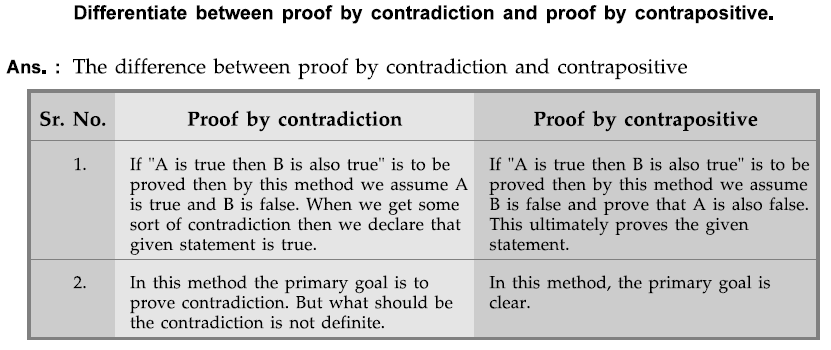 Differentiate between proof by contradiction and proof by contrapositive.
Ans. : The difference between proof by contradiction and contrapositive
Sr. No. Proof by contradiction Proof by contrapositive
1. If "A is true then B is also true" is to be
proved then by this method we assume A
is true and B is false. When we get some
sort of contradiction then we declare that
given statement is true.
If "A is true then B is also true" is to be
proved then by this method we assume
B is false and prove that A is also false.
This ultimately proves the given
statement.
2. In this method the primary goal is to
prove contradiction. But what should be
the contradiction is not definite.
In this method, the primary goal is
clear.